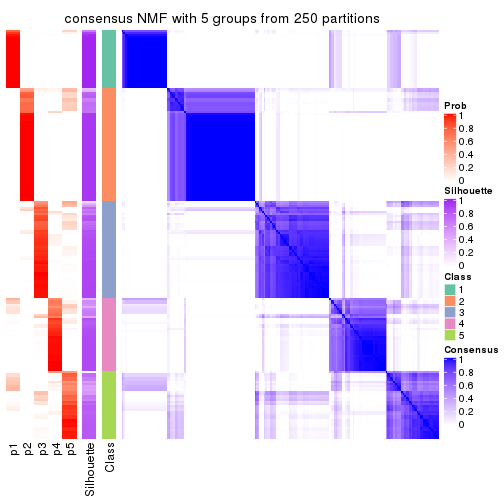 consensus NMF with 5 groups from 250 partitions
Prob
1
0.8
0.6
0.4
0.2
0
Silhouette
1
0.8
0.6
0.4
0.2
0
Class
1
2
3
4
5
Consensus
1
0.8
0.6
0.4
0.2
0
p1
p2
p3
p4
p5
Silhouette
Class